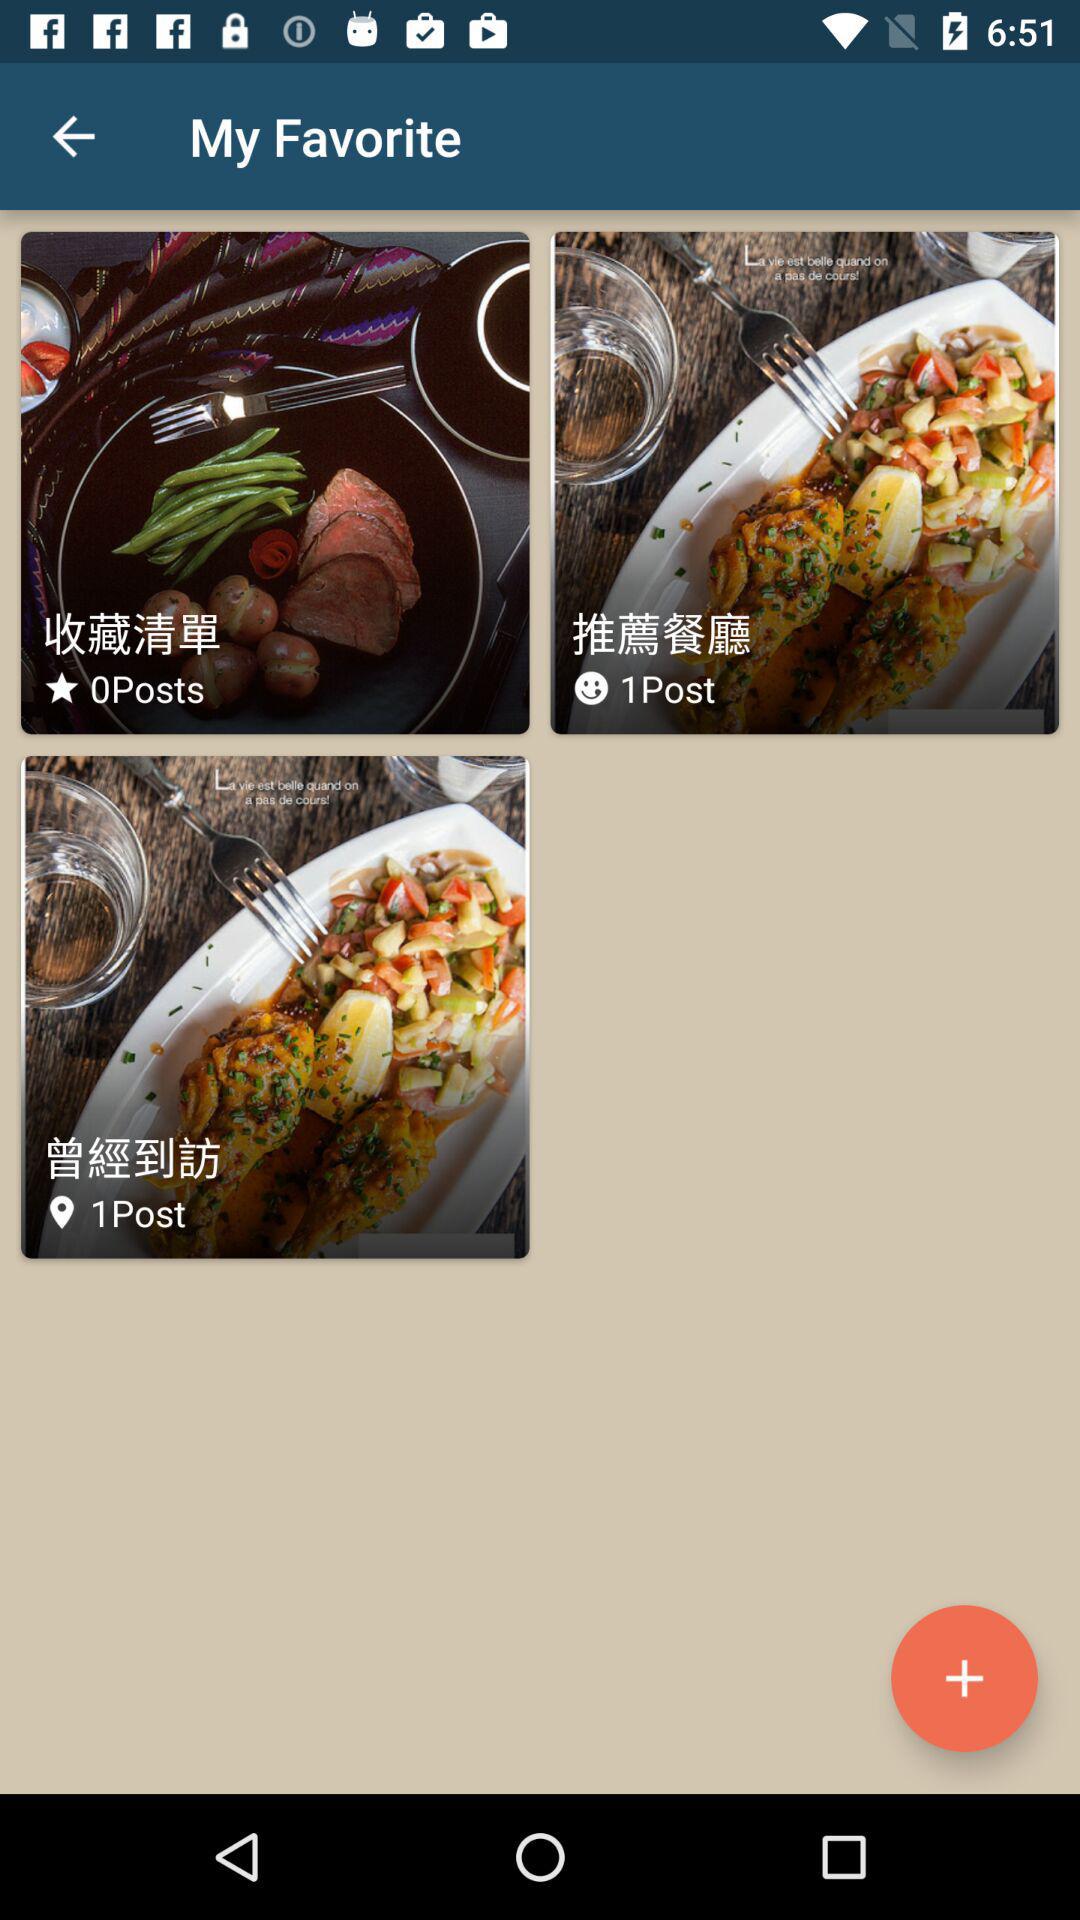 6:51
My Favorite
收藏清單
0Posts
La vie est belle quand on
a pas de cours!
推薦餐廳
1Post
La vie est belle quand on
a pas de cours!
曾經到訪
1Post